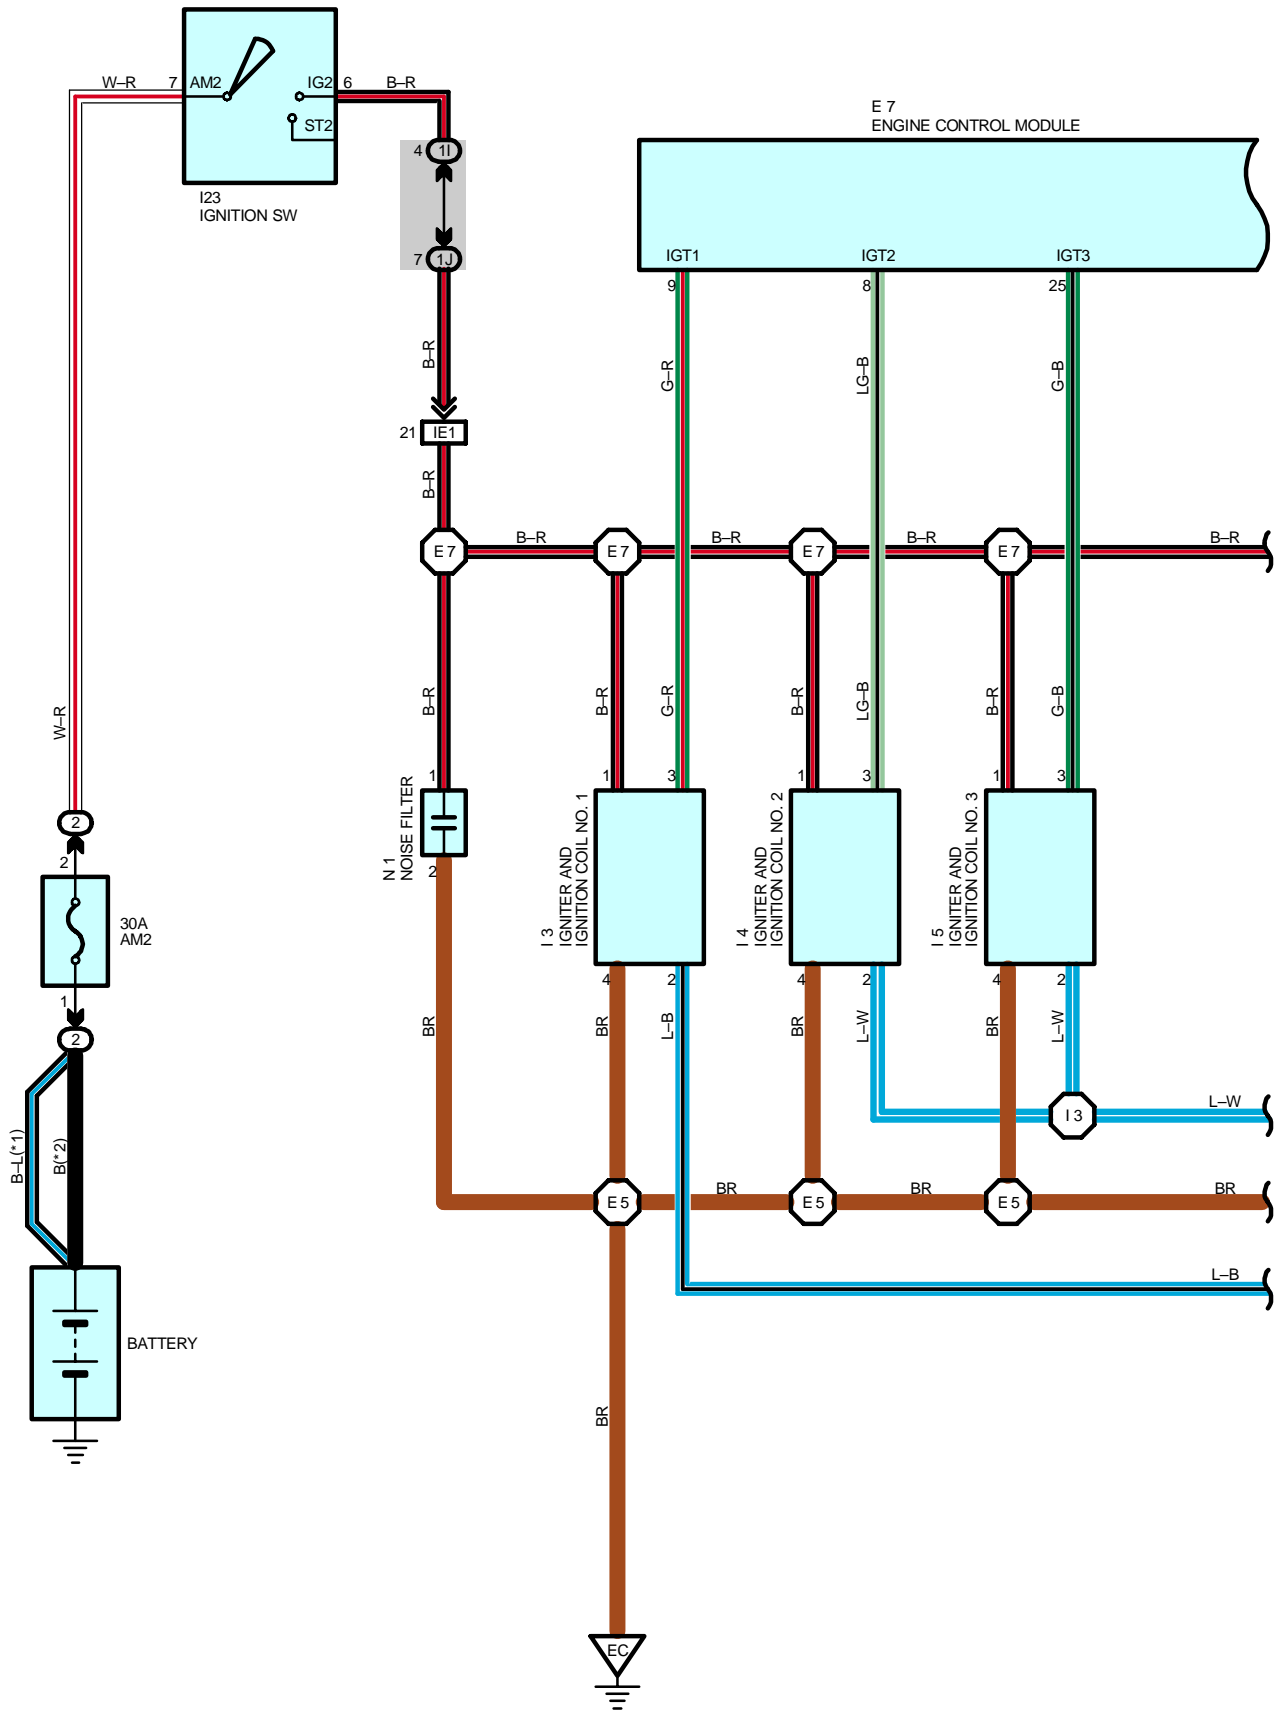 W–R
7
AM2
IG2
6
B–R
ST2
I23
IGNITION SW
4
1I
7
1J
E 7
ENGINE CONTROL MODULE
IGT1
IGT2
IGT3
9
8
25
B–R
G–R
LG–B
G–B
21
IE1
B–R
E 7
B–R
E 7
B–R
E 7
B–R
E 7
B–R
W–R
B–R
B–R
G–R
B–R
LG–B
B–R
G–B
1
1
3
1
3
1
3
N 1
NOISE FILTER
2
I 3
IGNITER AND
IGNITION COIL NO. 1
I 4
IGNITER AND
IGNITION COIL NO. 2
I 5
IGNITER AND
IGNITION COIL NO. 3
2
2
30A
AM2
1
2
4
2
4
2
4
2
BR
BR
L–B
BR
L–W
BR
L–W
B–L(*1)
B(*2)
I 3
L–W
E 5
BR
E 5
BR
E 5
BR
L–B
BATTERY
BR
EC